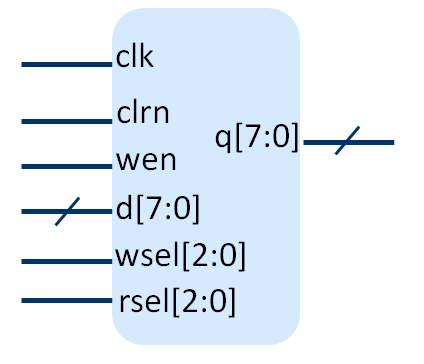 clk
clrn
wen
q[7:0]
d[7:0]
wsel[2:0]
rsel[2:0]